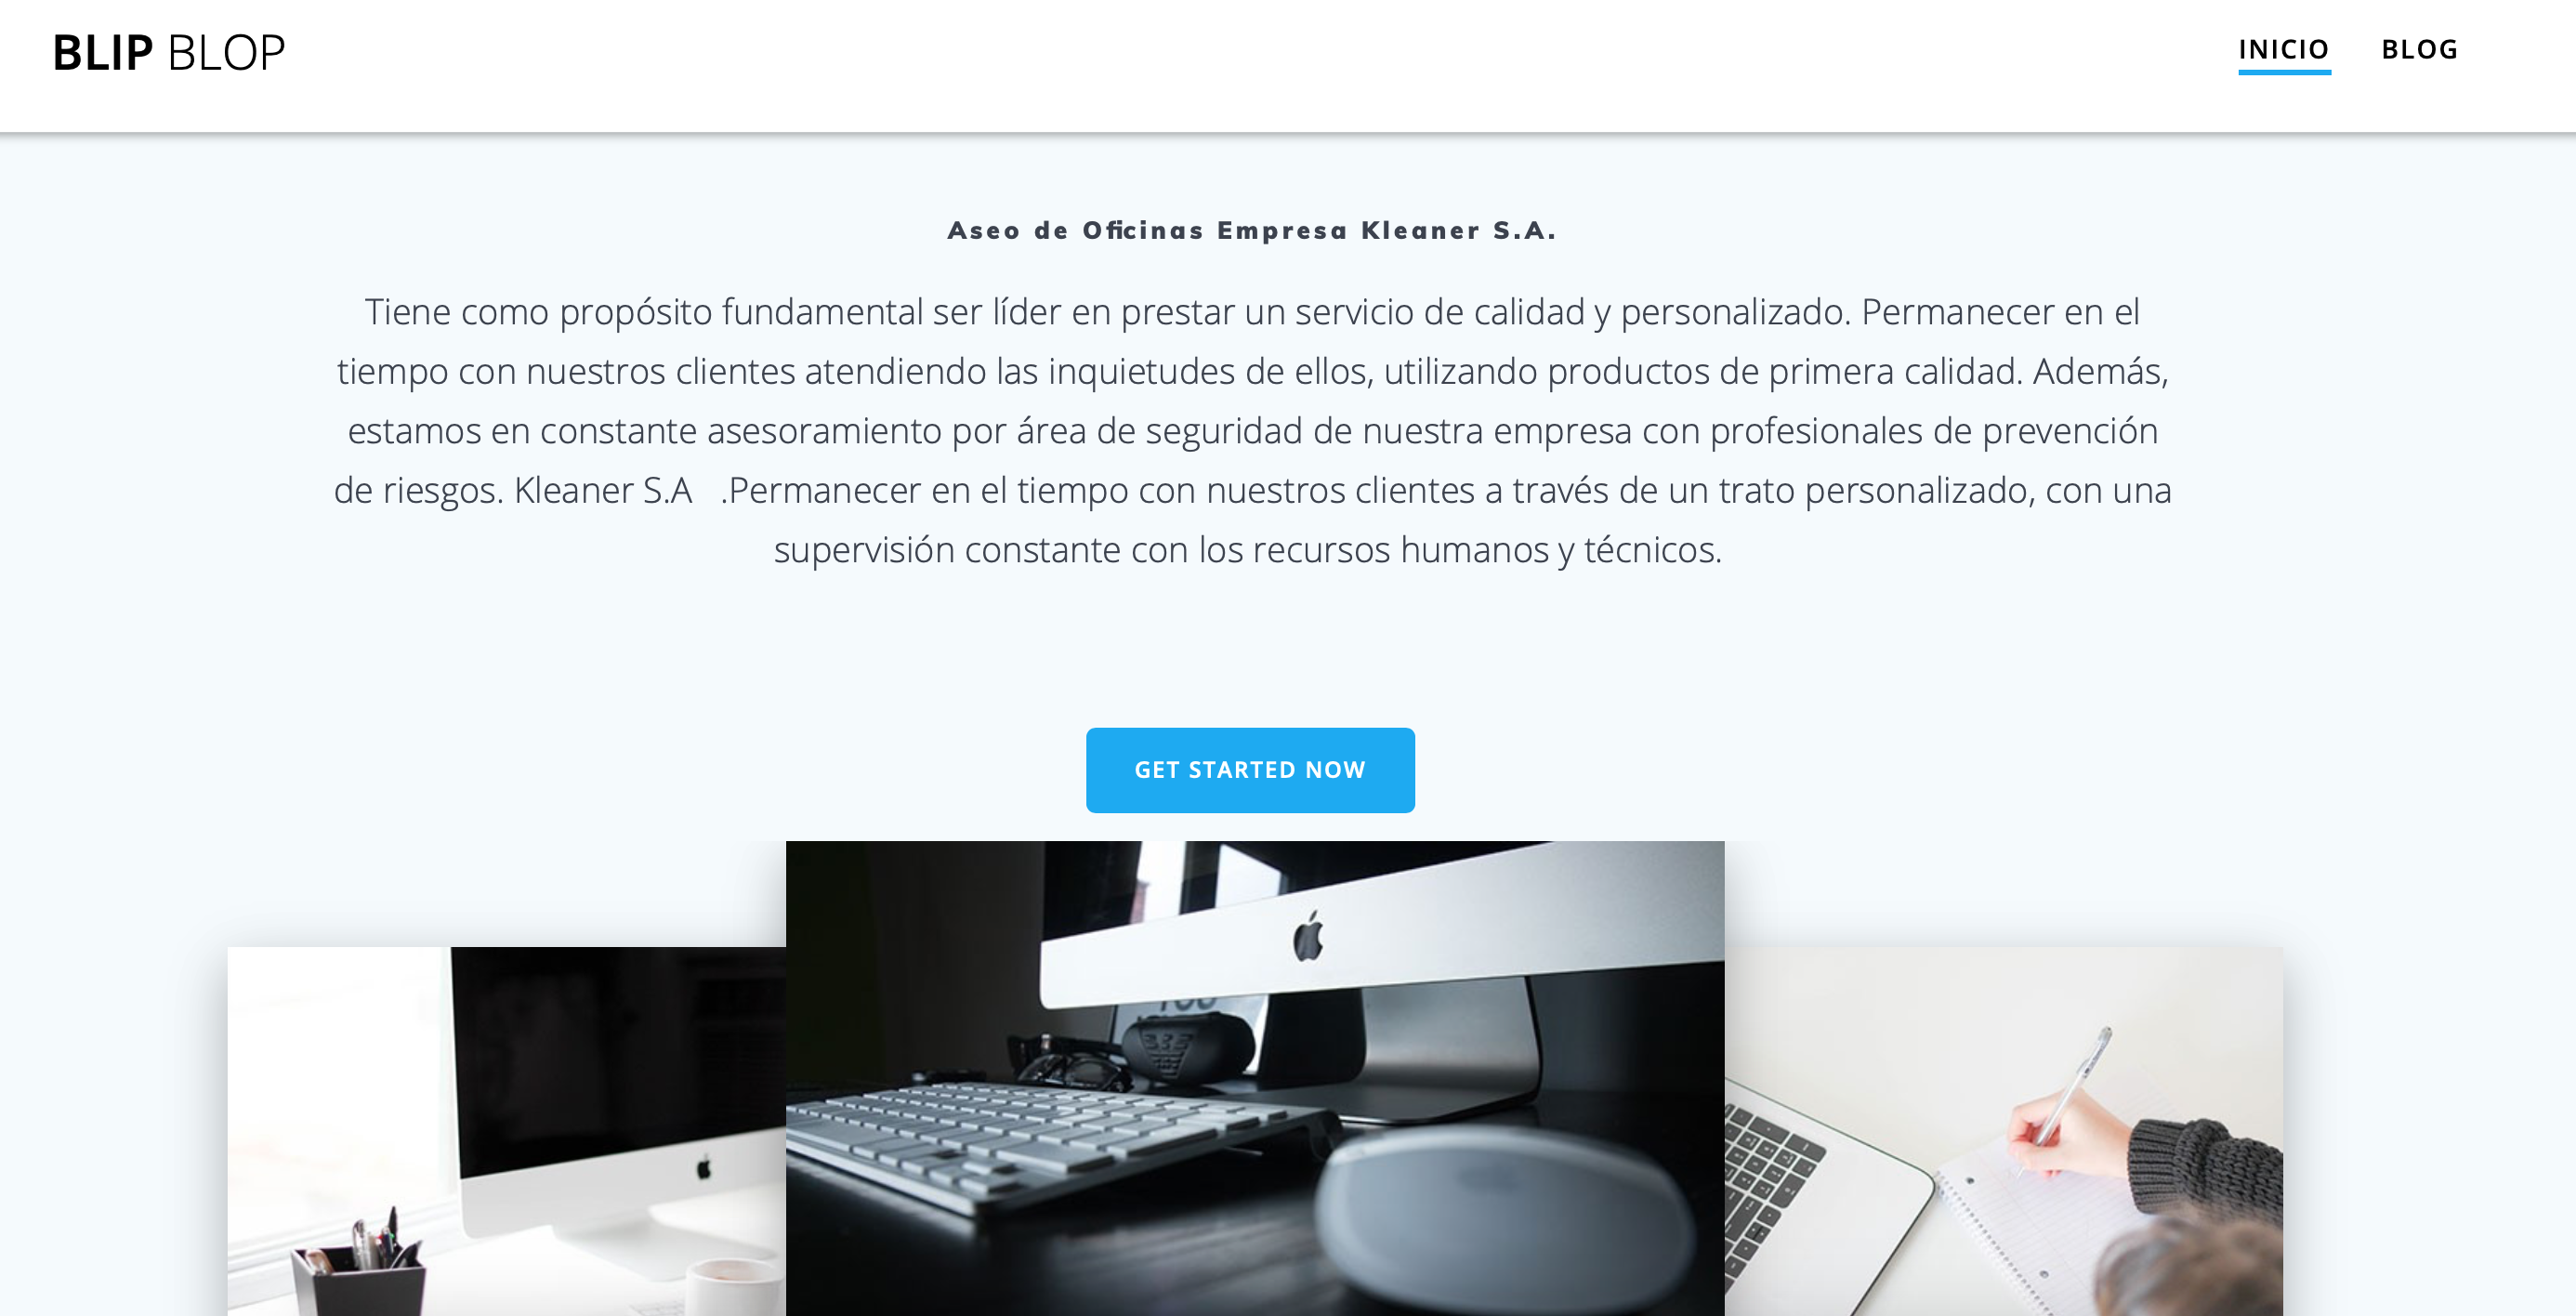 BLIP BLOP
INICIO BLOG
Aseo de Oficinas Empresa Kleaner S.A.
Tiene como propósito fundamental ser líder en prestar un servicio de calidad y personalizado. Permanecer en el
tiempo con nuestros clientes atendiendo las inquietudes de ellos, utilizando productos de primera calidad. Además,
estamos en constante asesoramiento por área de seguridad de nuestra empresa con profesionales de prevención
de riesgos. Kleaner S.A   .Permanecer en el tiempo con nuestros clientes a través de un trato personalizado, con una
supervisión constante con los recursos humanos y técnicos.
GET STARTED NOW